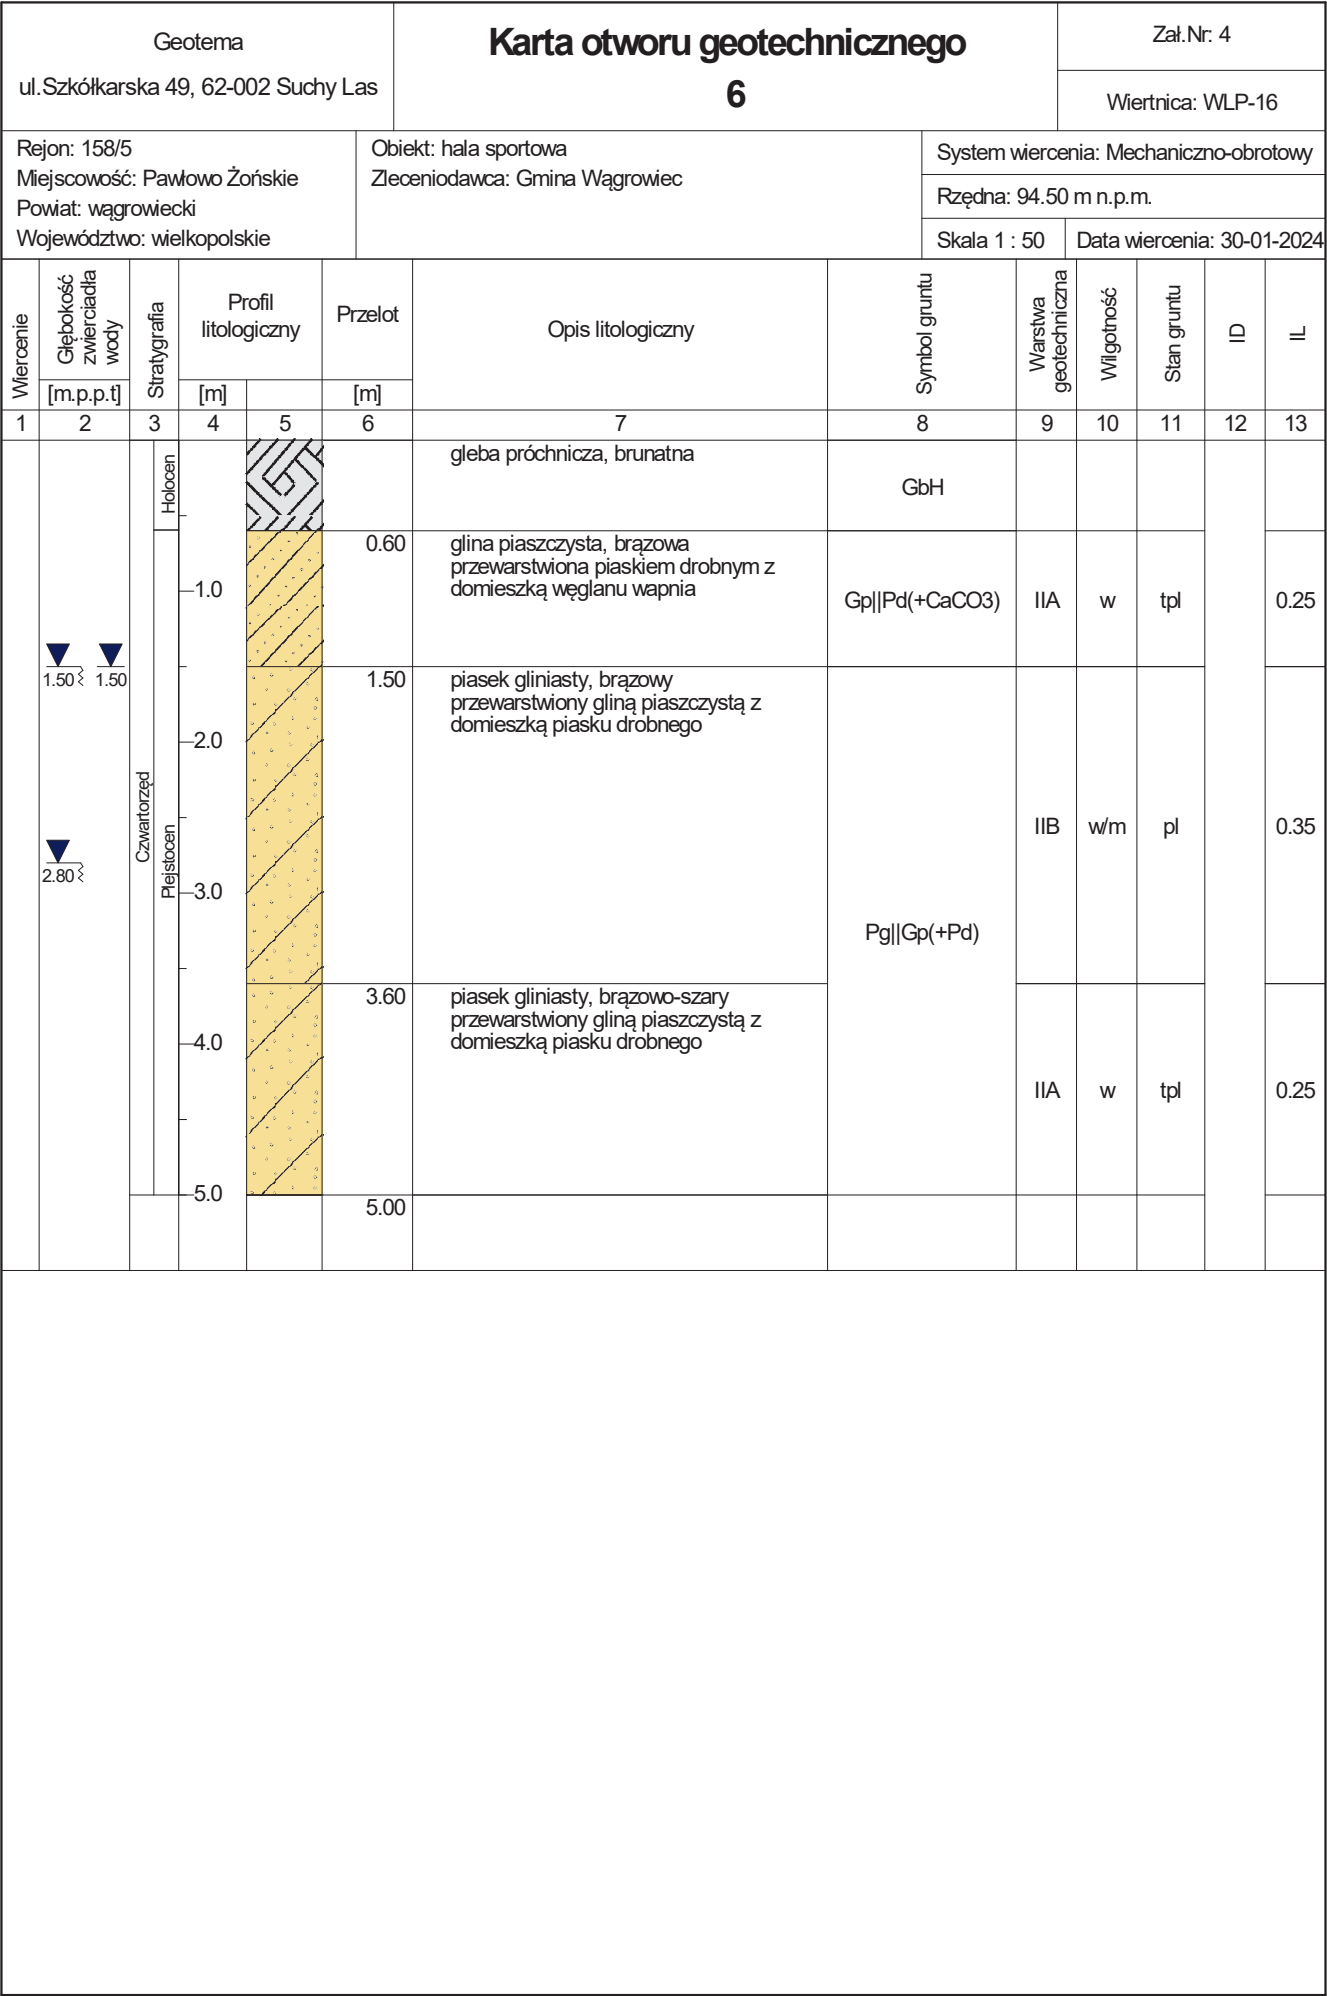 Geotema
ul.Szkółkarska 49, 62-002 Suchy Las
Karta otworu geotechnicznego
6
Zał.Nr: 4
Wiertnica: WLP-16
Rejon: 158/5
Miejscowość: Pawłowo Żońskie
Powiat: wągrowiecki
Województwo: wielkopolskie
Obiekt: hala sportowa
Zleceniodawca: Gmina Wągrowiec
System wiercenia: Mechaniczno-obrotowy
Rzędna: 94.50 m n.p.m.
Skala 1 : 50
Data wiercenia: 30-01-2024
Wiercenie
Głębokość
zwierciadła
wody
[m.p.p.t]
Stratygrafia
Profil
litologiczny
[m]
Przelot
[m]
Opis litologiczny
Symbol gruntu
Warstwa
geotechniczna
Wilgotność
Stan gruntu
ID
IL
1 2 3 4 5 6 7 8 9 10 11 12 13
Holocen
gleba próchnicza, brunatna
GbH
0.60
glina piaszczysta, brązowa
przewarstwiona piaskiem drobnym z
domieszką węglanu wapnia
Gp||Pd(+CaCO3)
IIA
w
tpl
0.25
1.0
1.50
1.50
1.50
piasek gliniasty, brązowy
przewarstwiony gliną piaszczystą z
domieszką piasku drobnego
2.0
Czwartorzęd
Plejstocen
2.80
3.0
IIB
w/m
pl
0.35
Pg||Gp(+Pd)
3.60
piasek gliniasty, brązowo-szary
przewarstwiony gliną piaszczystą z
domieszką piasku drobnego
4.0
IIA
w
tpl
0.25
5.0
5.00